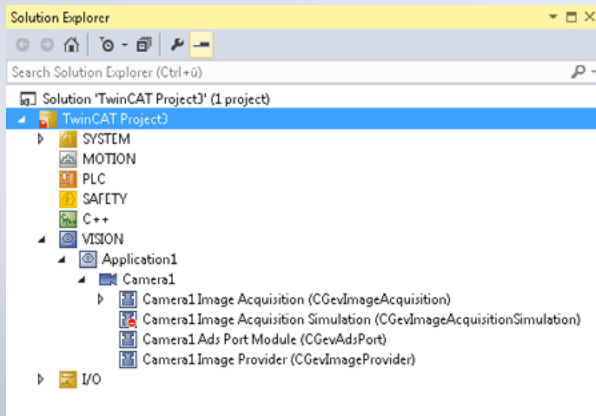 Solution Explorer
Search Solution Explorer (Ctrl+ü)
Solution 'TwinCAT Project3' (1 project)
TwinCAT Project3
SYSTEM
MOTION
PLC
SAFETY
C++
VISION
Application1
Camera1
Camera1 Image Acquisition (CGevImageAcquisition)
Camera1 Image Acquisition Simulation (CGevImageAcquisitionSimulation)
Camera1 Ads Port Module (CGevAdsPort)
Camera1 Image Provider (CGevImageProvider)
I/O